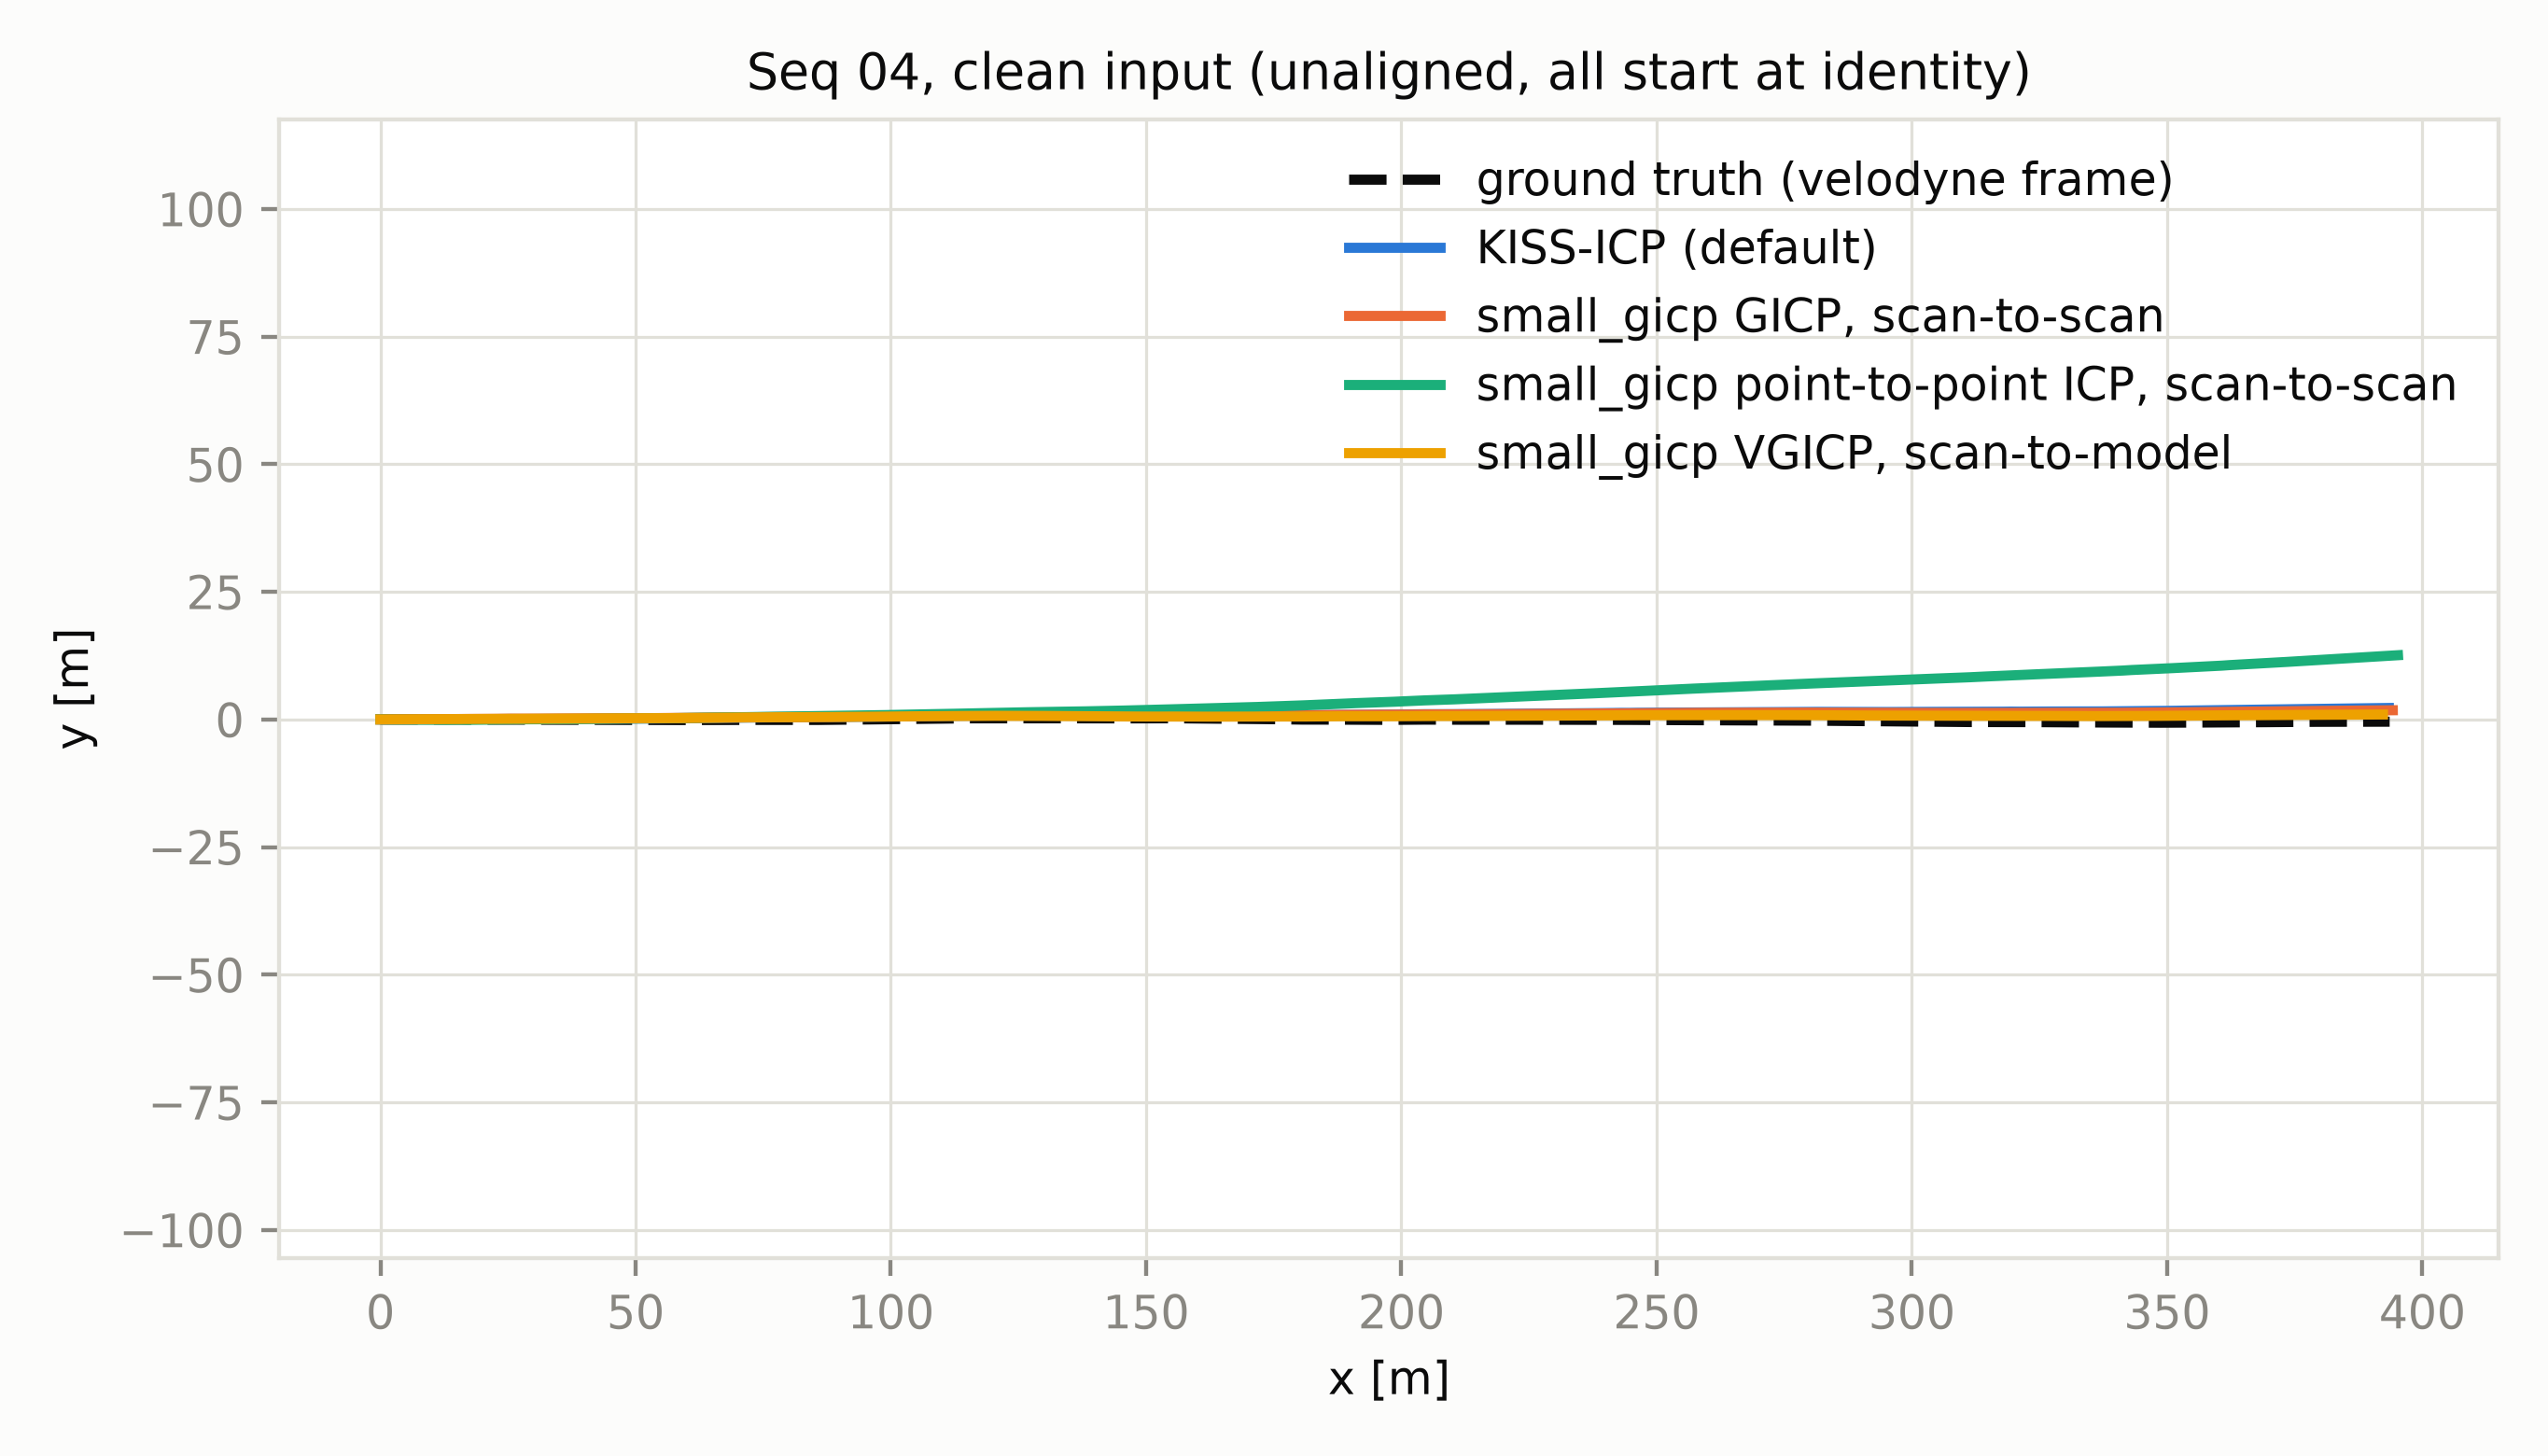 Seq 04, clean input (unaligned, all start at identity)
ground truth (velodyne frame)
KISS-ICP (default)
small_gicp GICP, scan-to-scan
small_gicp point-to-point ICP, scan-to-scan
small_gicp VGICP, scan-to-model
y [m]
100
75
50
25
0
−25
−50
−75
−100
0 50 100 150 200 250 300 350 400
x [m]